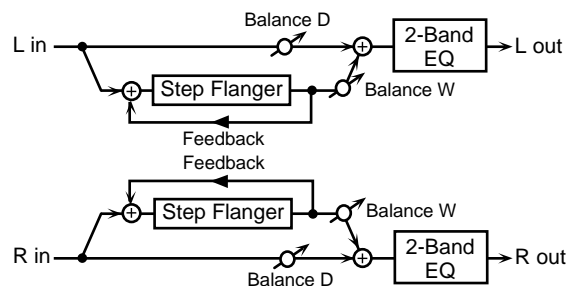 Balance D
L in
2-Band
EQ
L out
Step Flanger
Balance W
Feedback
Feedback
Step Flanger
Balance W
R in
Balance D
2-Band
EQ
R out